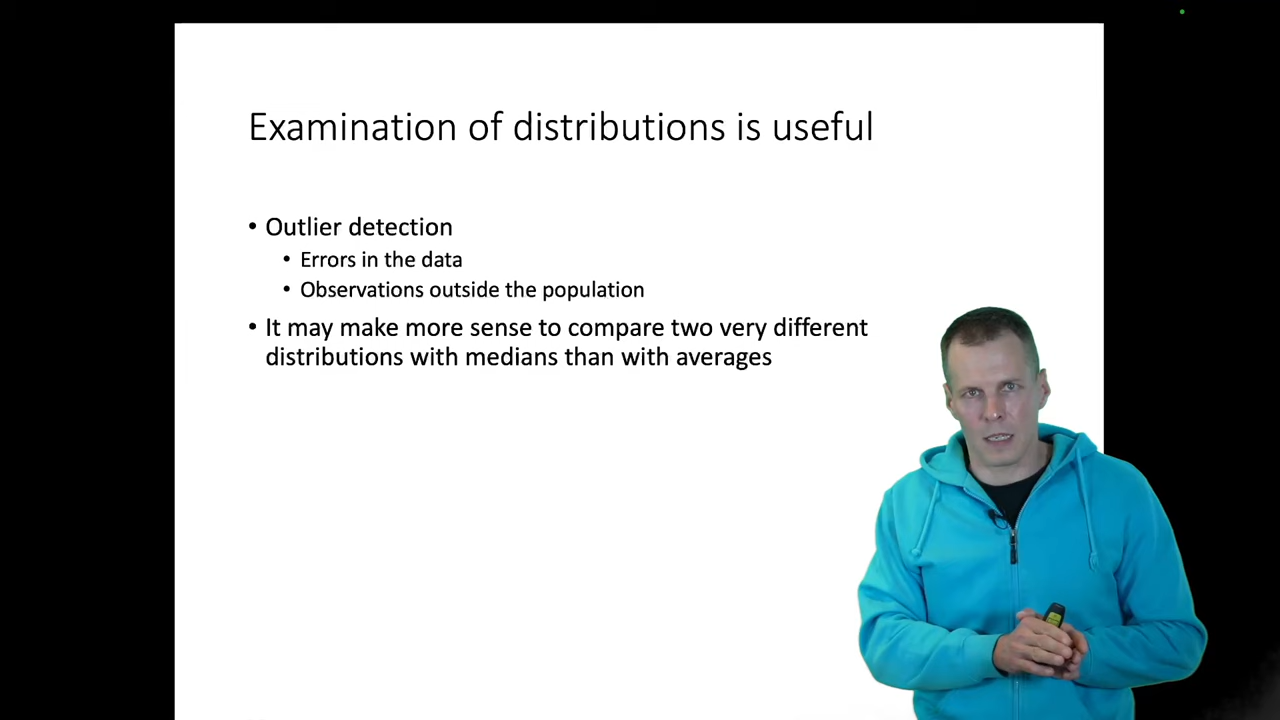 Examination of distributions is useful
• Outlier detection
• Errors in the data
• Observations outside the population
• It may make more sense to compare two very different
distributions with medians than with averages